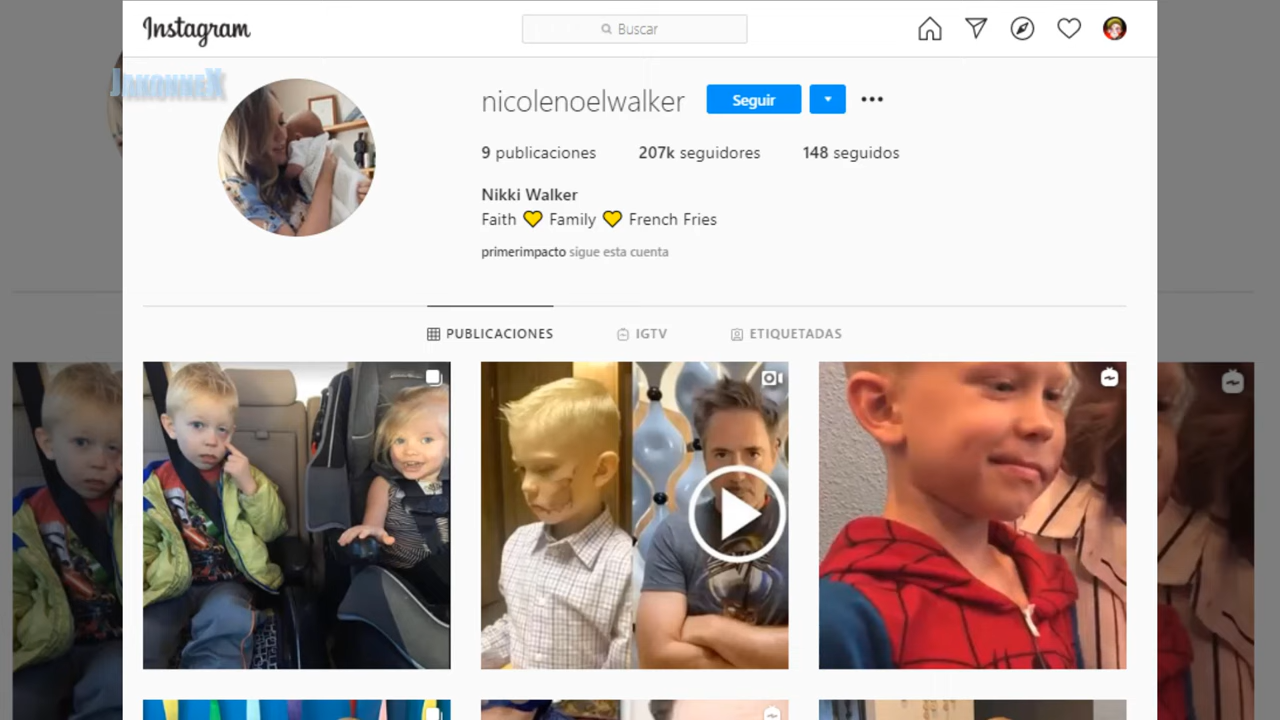 Instagram
Buscar
JavonneX
nicolenoelwalker
Seguir
9 publicaciones 207k seguidores 148 seguidos
Nikki Walker
Faith 💛 Family 💛 French Fries
primerimpacto sigue esta cuenta
PUBLICACIONES IGTV ETIQUETADAS